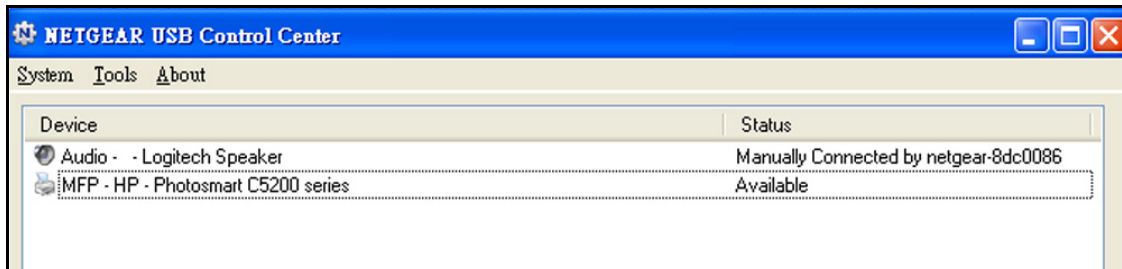 NETGEAR USB Control Center
System Tools About
Device Status
Audio - - Logitech Speaker Manually Connected by netgear-8dc0086
MFP - HP - Photosmart C5200 series Available